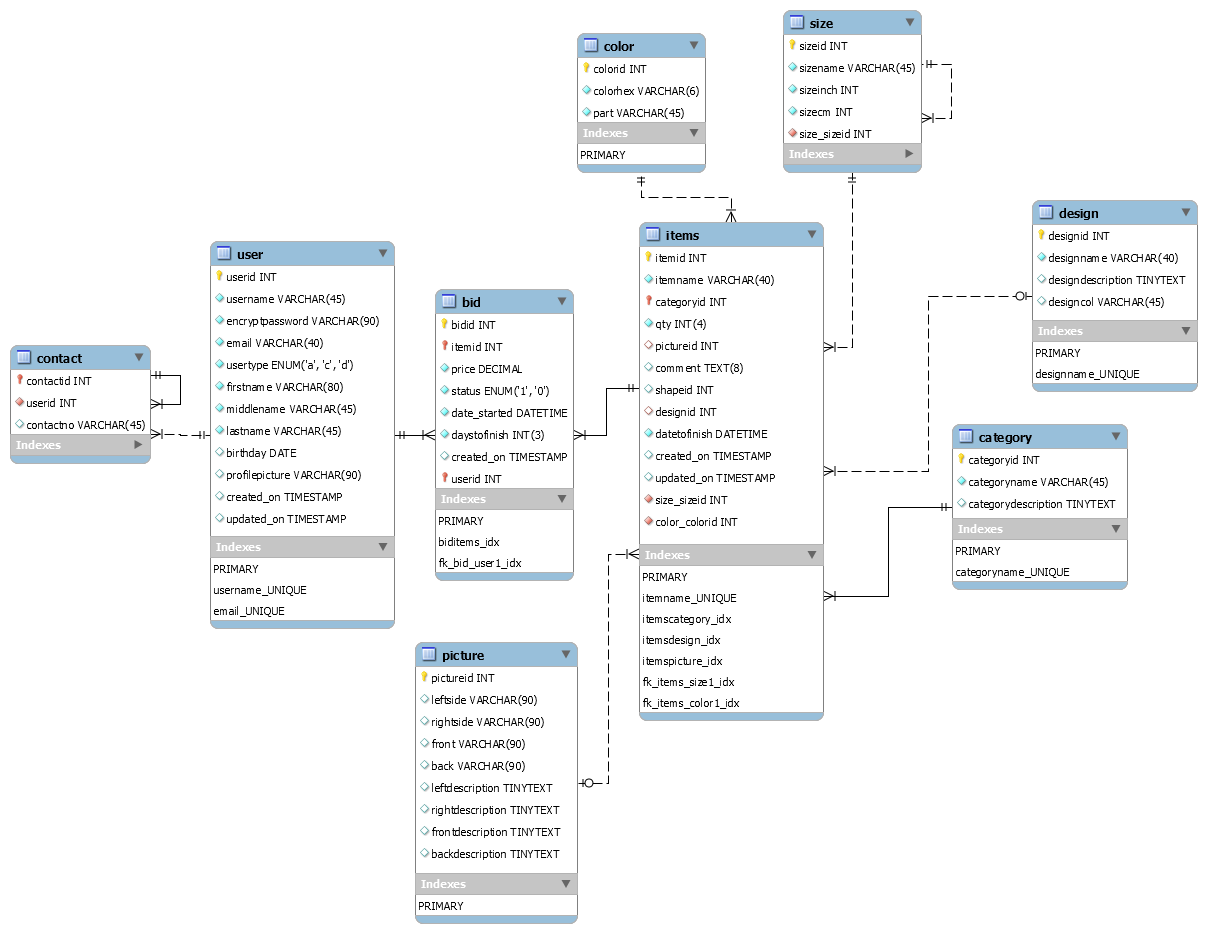 color
colorid INT
colorhex VARCHAR(6)
part VARCHAR(45)
Indexes
PRIMARY
size
sizeid INT
sizename VARCHAR(45)
sizeinch INT
sizecm INT
size_sizeid INT
Indexes
design
designid INT
designname VARCHAR(40)
designdescription TINYTEXT
designcol VARCHAR(45)
Indexes
PRIMARY
designname_UNIQUE
items
itemid INT
itemname VARCHAR(40)
categoryid INT
qty INT(4)
pictureid INT
comment TEXT(8)
shapeid INT
designid INT
datetofinish DATETIME
created_on TIMESTAMP
updated_on TIMESTAMP
size_sizeid INT
color_colorid INT
Indexes
PRIMARY
itemname_UNIQUE
itemscategory_idx
itemsdesign_idx
itemspicture_idx
fk_items_size1_idx
fk_items_color1_idx
user
userid INT
username VARCHAR(45)
encryptpassword VARCHAR(90)
email VARCHAR(40)
usertype ENUM('a', 'c', 'd')
firstname VARCHAR(80)
middlename VARCHAR(45)
lastname VARCHAR(45)
birthday DATE
profilepicture VARCHAR(90)
created_on TIMESTAMP
updated_on TIMESTAMP
Indexes
PRIMARY
username_UNIQUE
email_UNIQUE
bid
bidid INT
itemid INT
price DECIMAL
status ENUM('1', '0')
date_started DATETIME
daystofinish INT(3)
created_on TIMESTAMP
userid INT
Indexes
PRIMARY
biditems_idx
fk_bid_user1_idx
contact
contactid INT
userid INT
contactno VARCHAR(45)
Indexes
category
categoryid INT
categoryname VARCHAR(45)
categorydescription TINYTEXT
Indexes
PRIMARY
categoryname_UNIQUE
picture
pictureid INT
leftside VARCHAR(90)
rightside VARCHAR(90)
front VARCHAR(90)
back VARCHAR(90)
leftdescription TINYTEXT
rightdescription TINYTEXT
frontdescription TINYTEXT
backdescription TINYTEXT
Indexes
PRIMARY